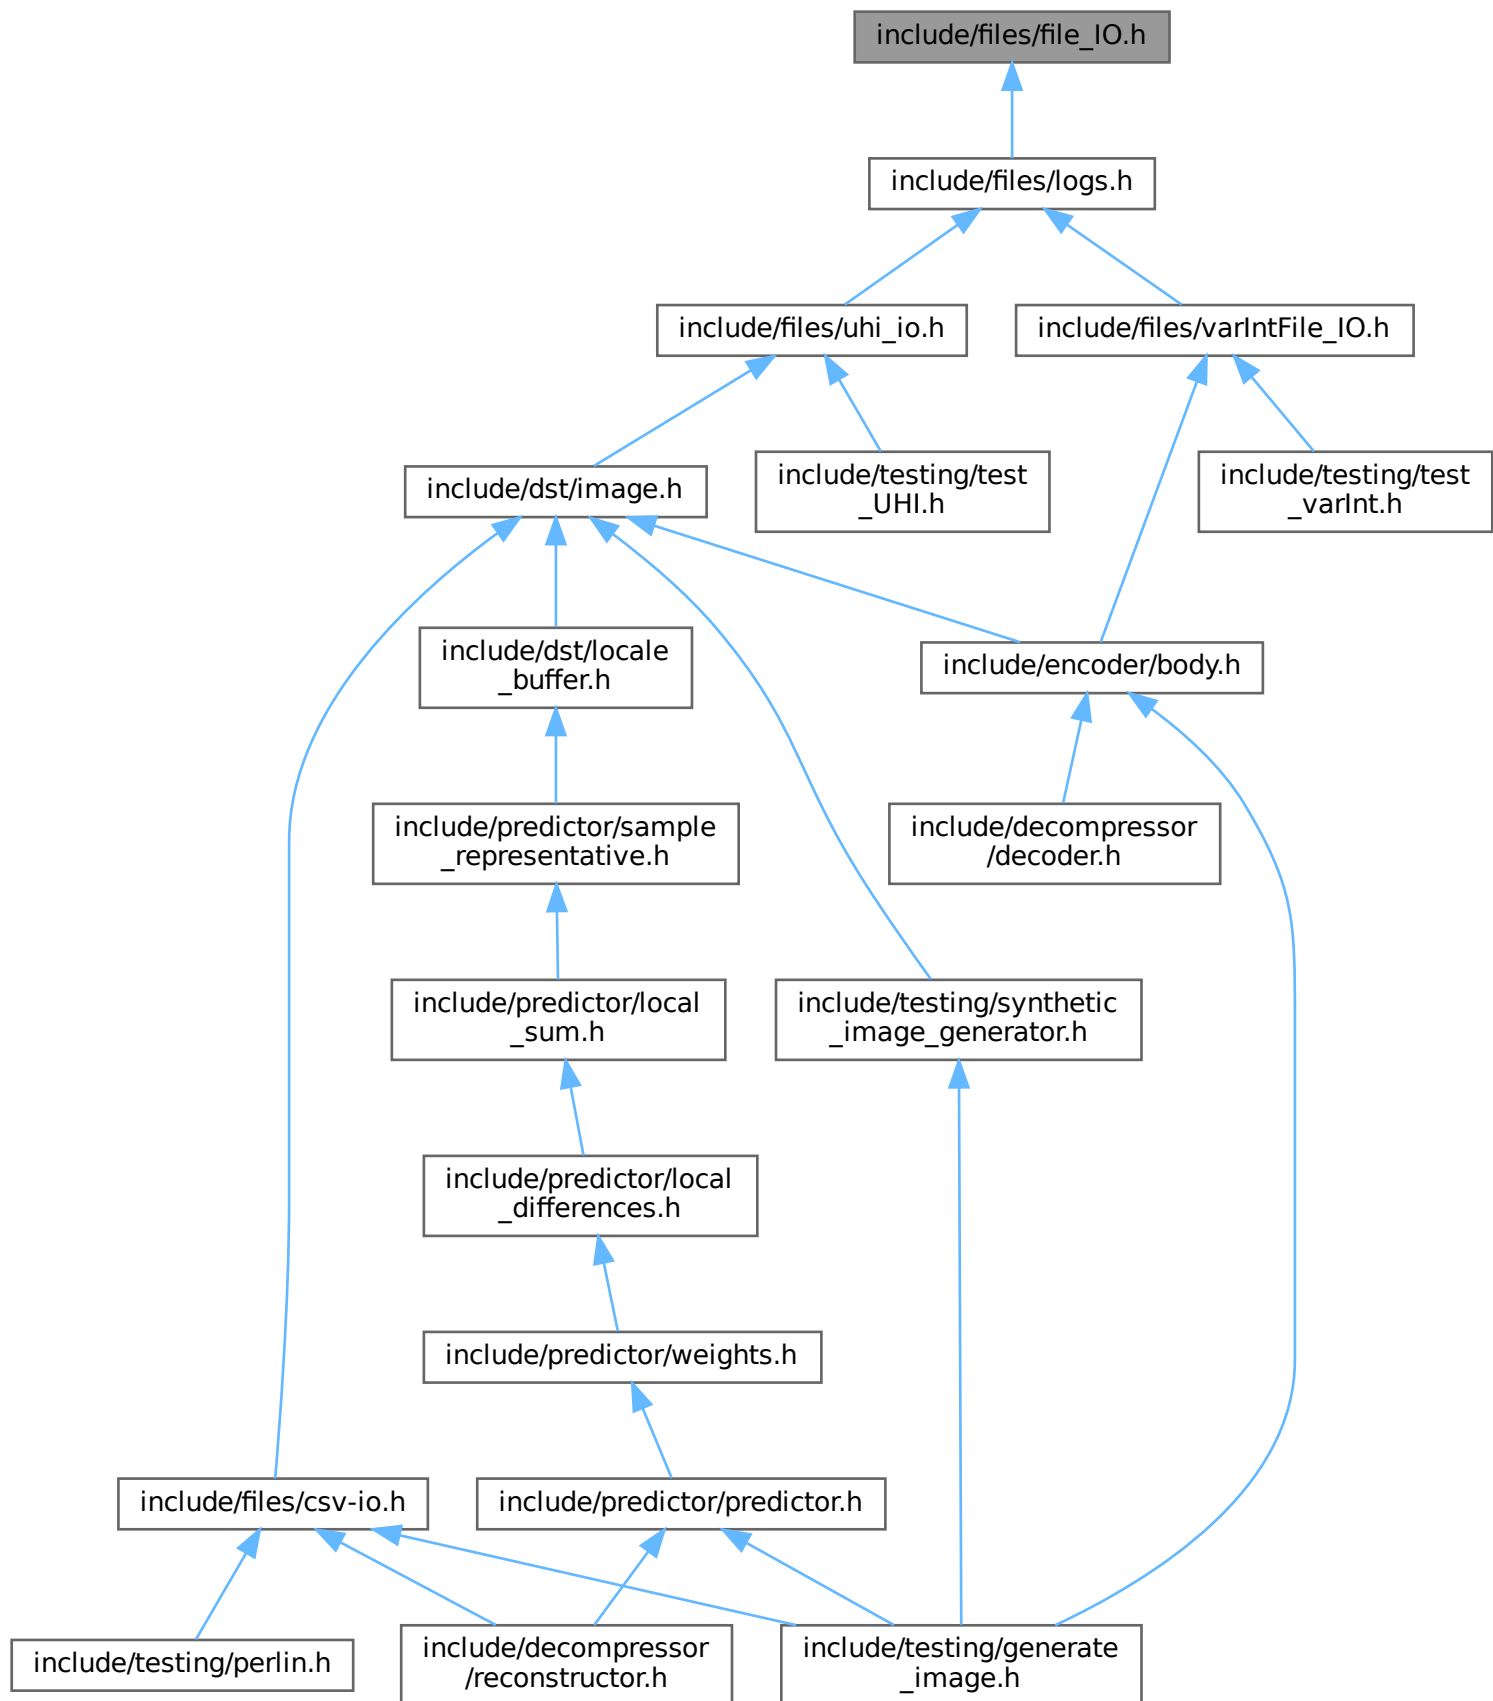 include/files/file_IO.h
include/files/logs.h
include/files/uhi_io.h
include/files/varIntFile_IO.h
include/dst/image.h
include/testing/test
_UHI.h
include/testing/test
_varInt.h
include/dst/locale
_buffer.h
include/encoder/body.h
include/predictor/sample
_representative.h
include/decompressor
/decoder.h
include/predictor/local
_sum.h
include/testing/synthetic
_image_generator.h
include/predictor/local
_differences.h
include/predictor/weights.h
include/files/csv-io.h
include/predictor/predictor.h
include/testing/perlin.h
include/decompressor
/reconstructor.h
include/testing/generate
_image.h